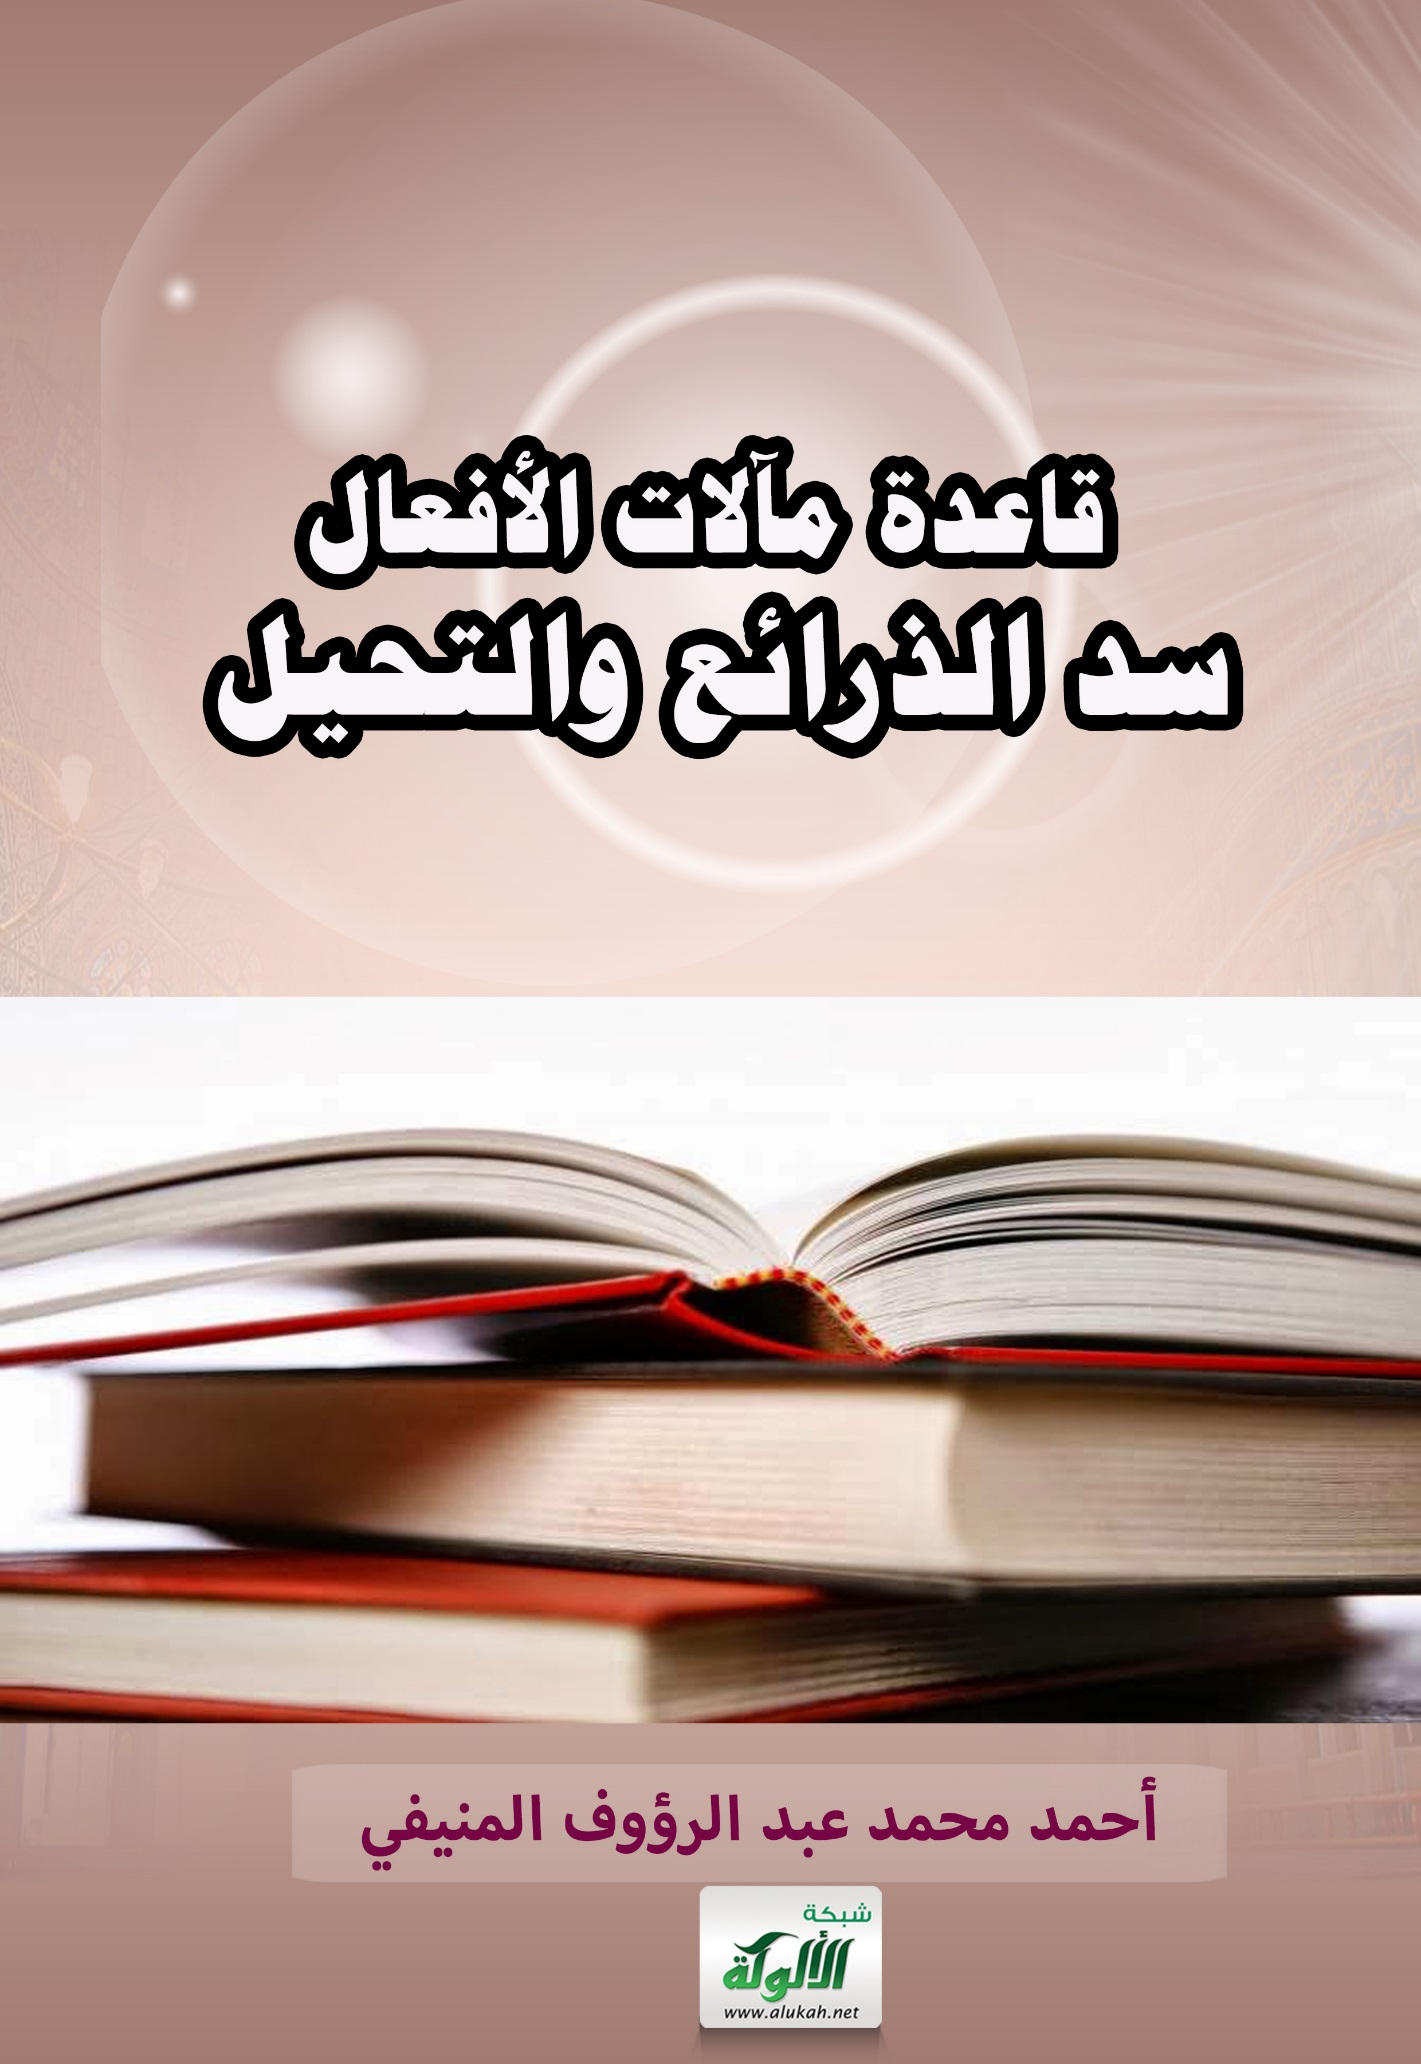 قاعدة مآلات الأفعال
سد الذرائع والتحيل
أحمد محمد عبد الرؤوف المنيفي
شبكة
الألوكة
www.alukah.net